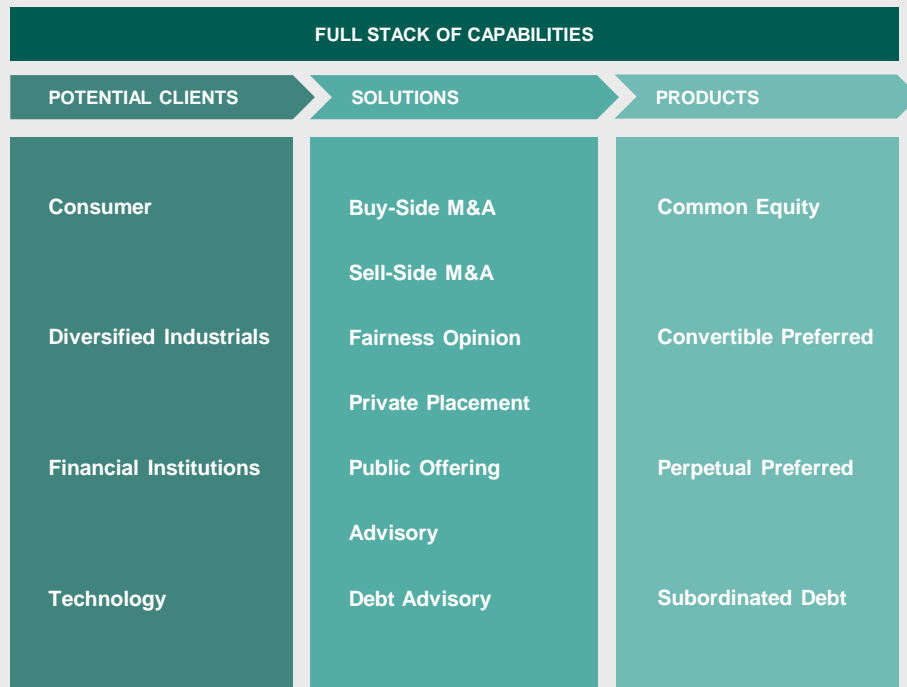 FULL STACK OF CAPABILITIES
POTENTIAL CLIENTS
SOLUTIONS
PRODUCTS
Consumer
Diversified Industrials
Financial Institutions
Technology
Buy-Side M&A
Sell-Side M&A
Fairness Opinion
Private Placement
Public Offering
Advisory
Debt Advisory
Common Equity
Convertible Preferred
Perpetual Preferred
Subordinated Debt